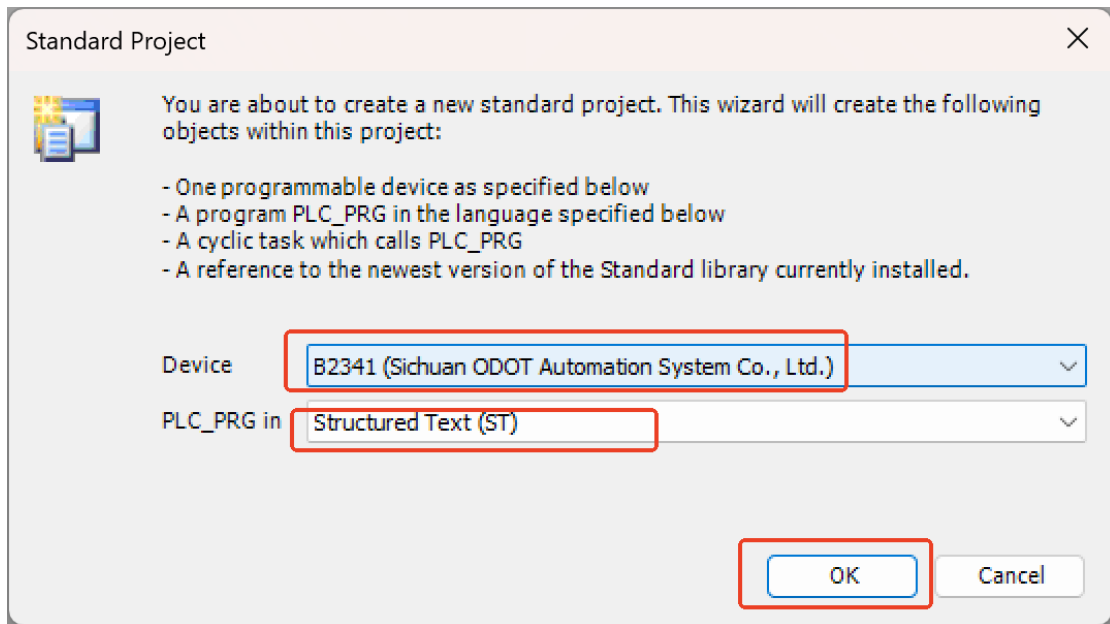 Standard Project
You are about to create a new standard project. This wizard will create the following
objects within this project:
- One programmable device as specified below
- A program PLC_PRG in the language specified below
- A cyclic task which calls PLC_PRG
- A reference to the newest version of the Standard library currently installed.
Device B2341 (Sichuan ODOT Automation System Co., Ltd.)
PLC_PRG in Structured Text (ST)
OK Cancel